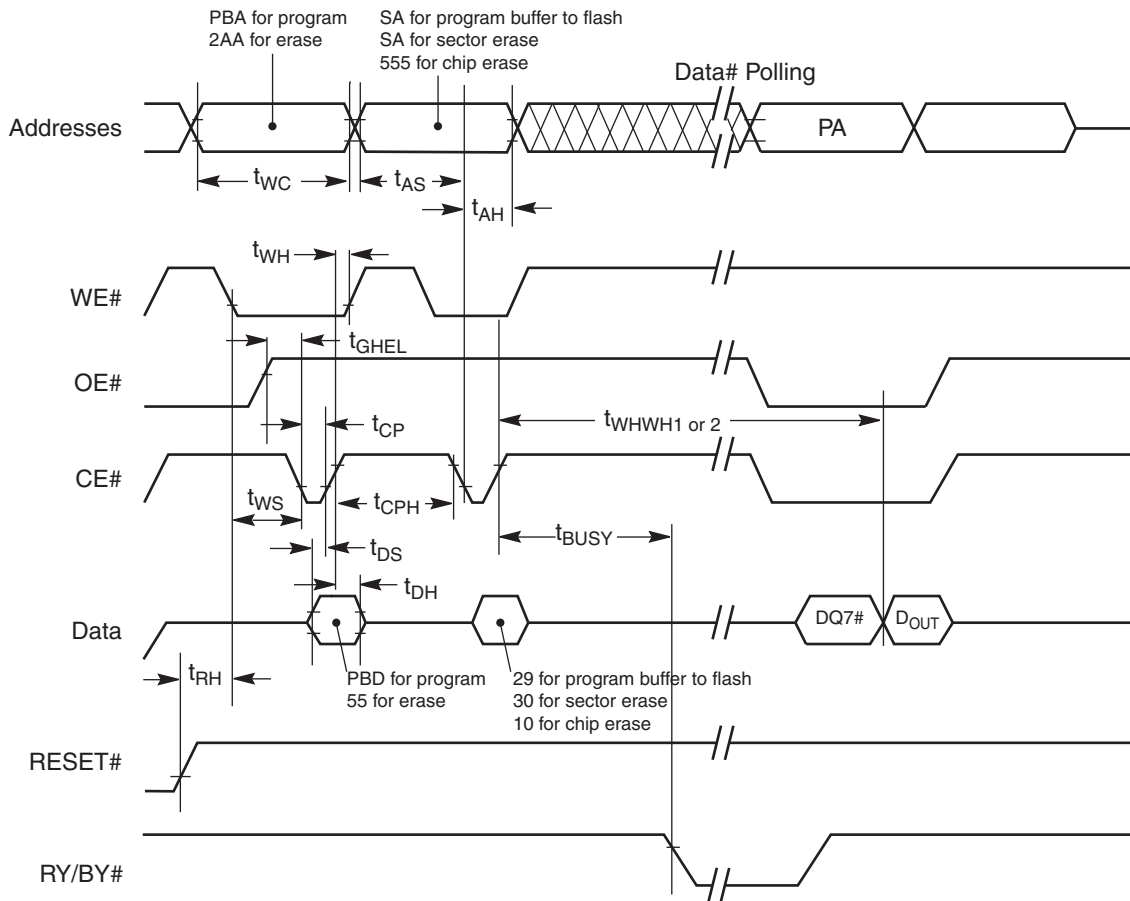 PBA for program
2AA for erase
SA for program buffer to flash
SA for sector erase
555 for chip erase
Data# Polling
Addresses
PA
tWC
tAS
tAH
tWH
WE#
tGHEL
OE#
tWHWH1 or 2
tCP
CE#
tWS
tCPH
tBUSY
tDS
tDH
Data
DQ7#
DOUT
tRH
PBD for program
55 for erase
29 for program buffer to flash
30 for sector erase
10 for chip erase
RESET#
RY/BY#